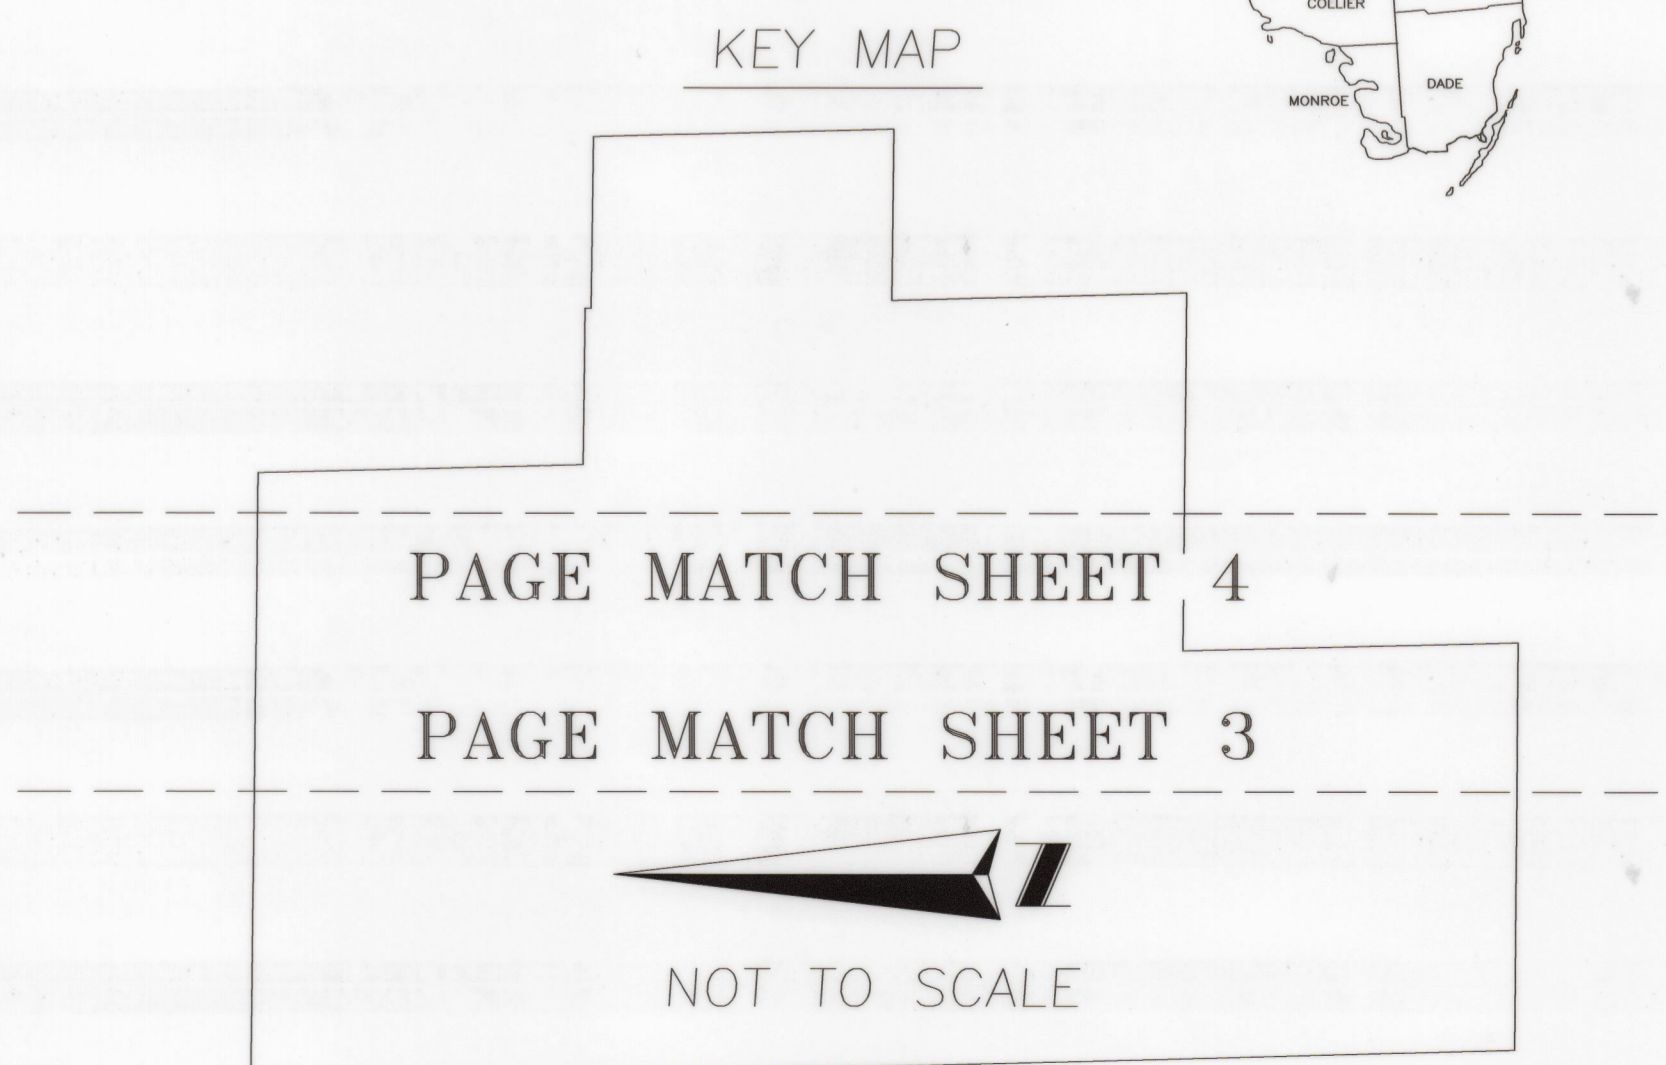 COLLIER
KEY MAP
DADE
MONROE
PAGE MATCH SHEET 4
PAGE MATCH SHEET 3
N
NOT TO SCALE